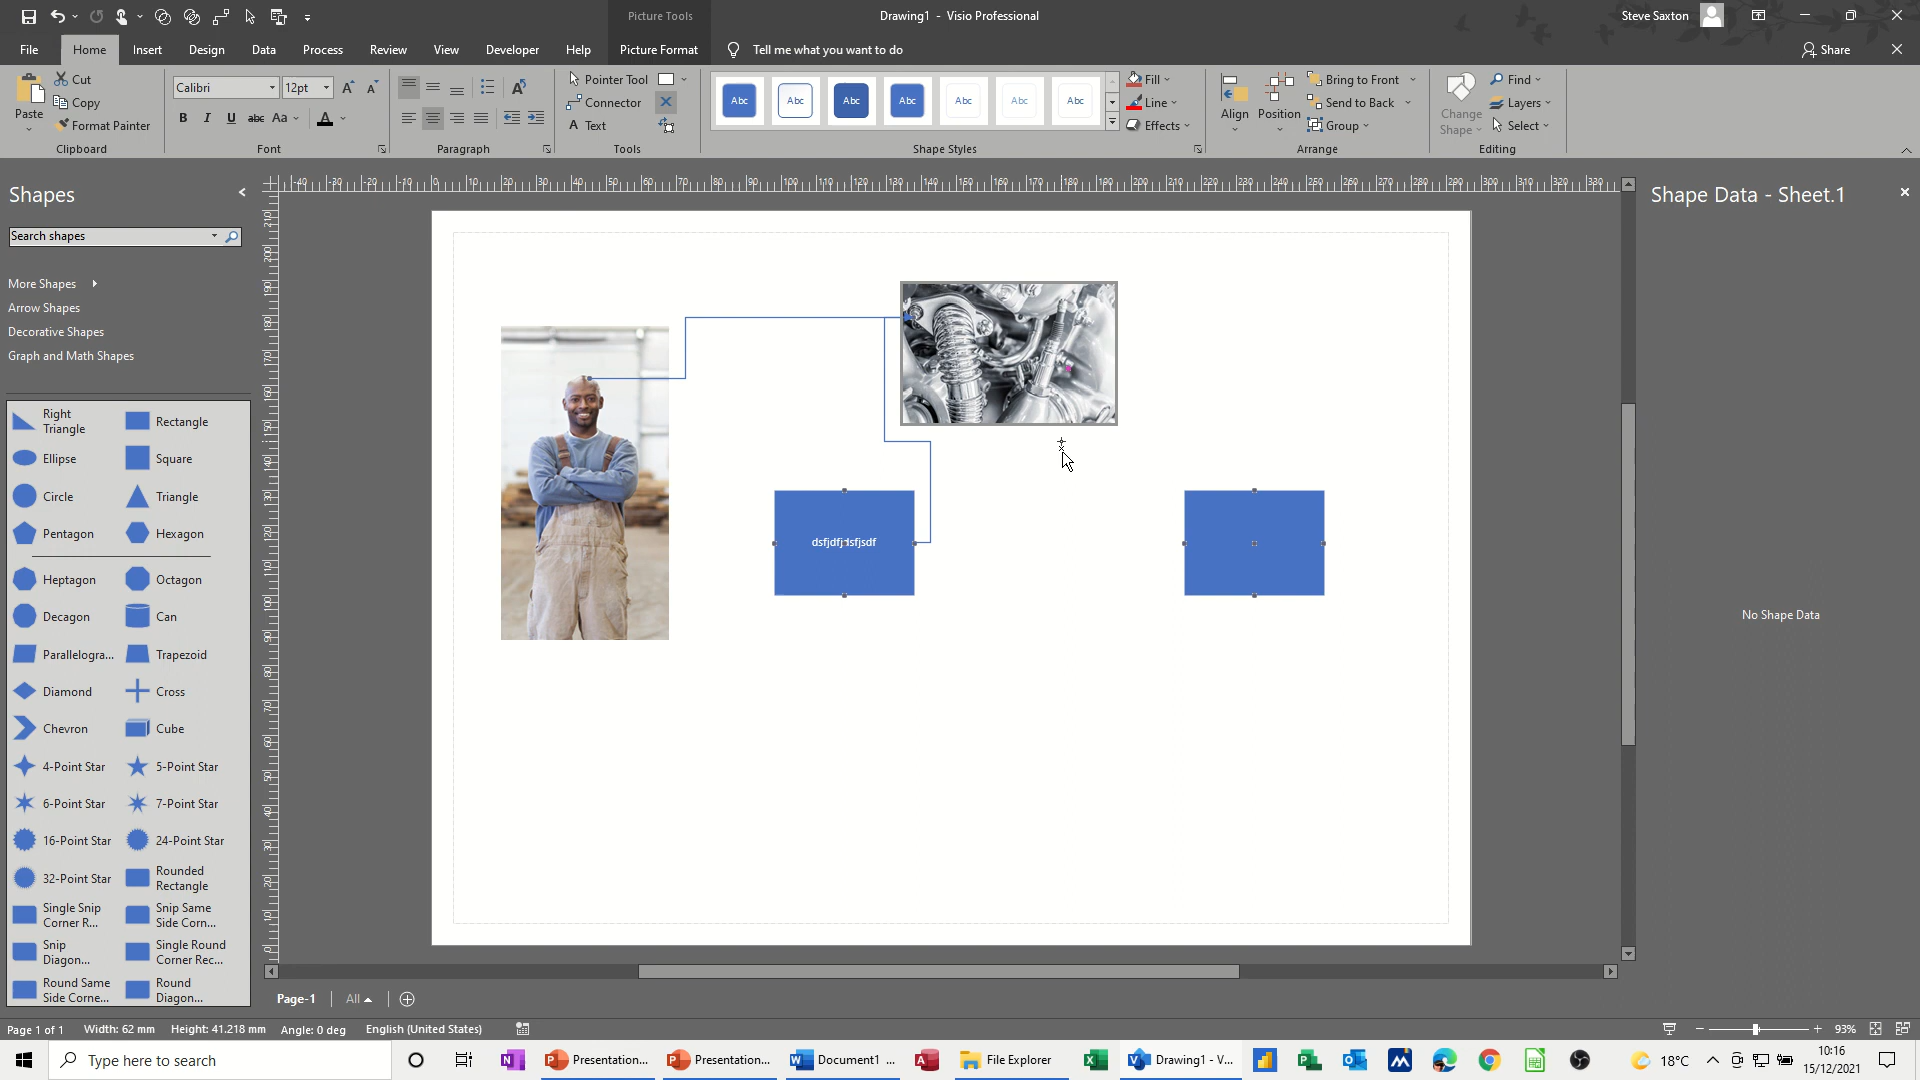 Picture Tools
Drawing1 - Visio Professional
Steve Saxton
File
Home
Insert
Design
Data
Process
Review
View
Developer
Help
Picture Format
Tell me what you want to do
Share
Paste
Cut
Copy
Format Painter
Clipboard
Calibri
12pt
B I U abc Aa A
Font
Paragraph
Pointer Tool
Connector
A Text
Tools
Abc Abc Abc Abc Abc Abc Abc
Shape Styles
Fill
Line
Effects
Align
Position
Bring to Front
Send to Back
Group
Arrange
Change
Shape
Find
Layers
Select
Editing
Shapes
Search shapes
More Shapes
Arrow Shapes
Decorative Shapes
Graph and Math Shapes
Right
Triangle
Rectangle
Ellipse
Square
Circle
Triangle
Pentagon
Hexagon
Heptagon
Octagon
Decagon
Can
Parallelogra...
Trapezoid
Diamond
Cross
Chevron
Cube
4-Point Star
5-Point Star
6-Point Star
7-Point Star
16-Point Star
24-Point Star
32-Point Star
Rounded
Rectangle
Single Snip
Corner R...
Snip Same
Side Corn...
Snip
Diagon...
Single Round
Corner Rec...
Round Same
Side Corne...
Round
Diagon...
Shape Data - Sheet.1
No Shape Data
Page-1
All
Page 1 of 1
Width: 62 mm
Height: 41.218 mm
Angle: 0 deg
English (United States)
93%
Type here to search
Presentation...
Presentation...
Document1 ...
File Explorer
Drawing1 - V...
18°C
10:16
15/12/2021